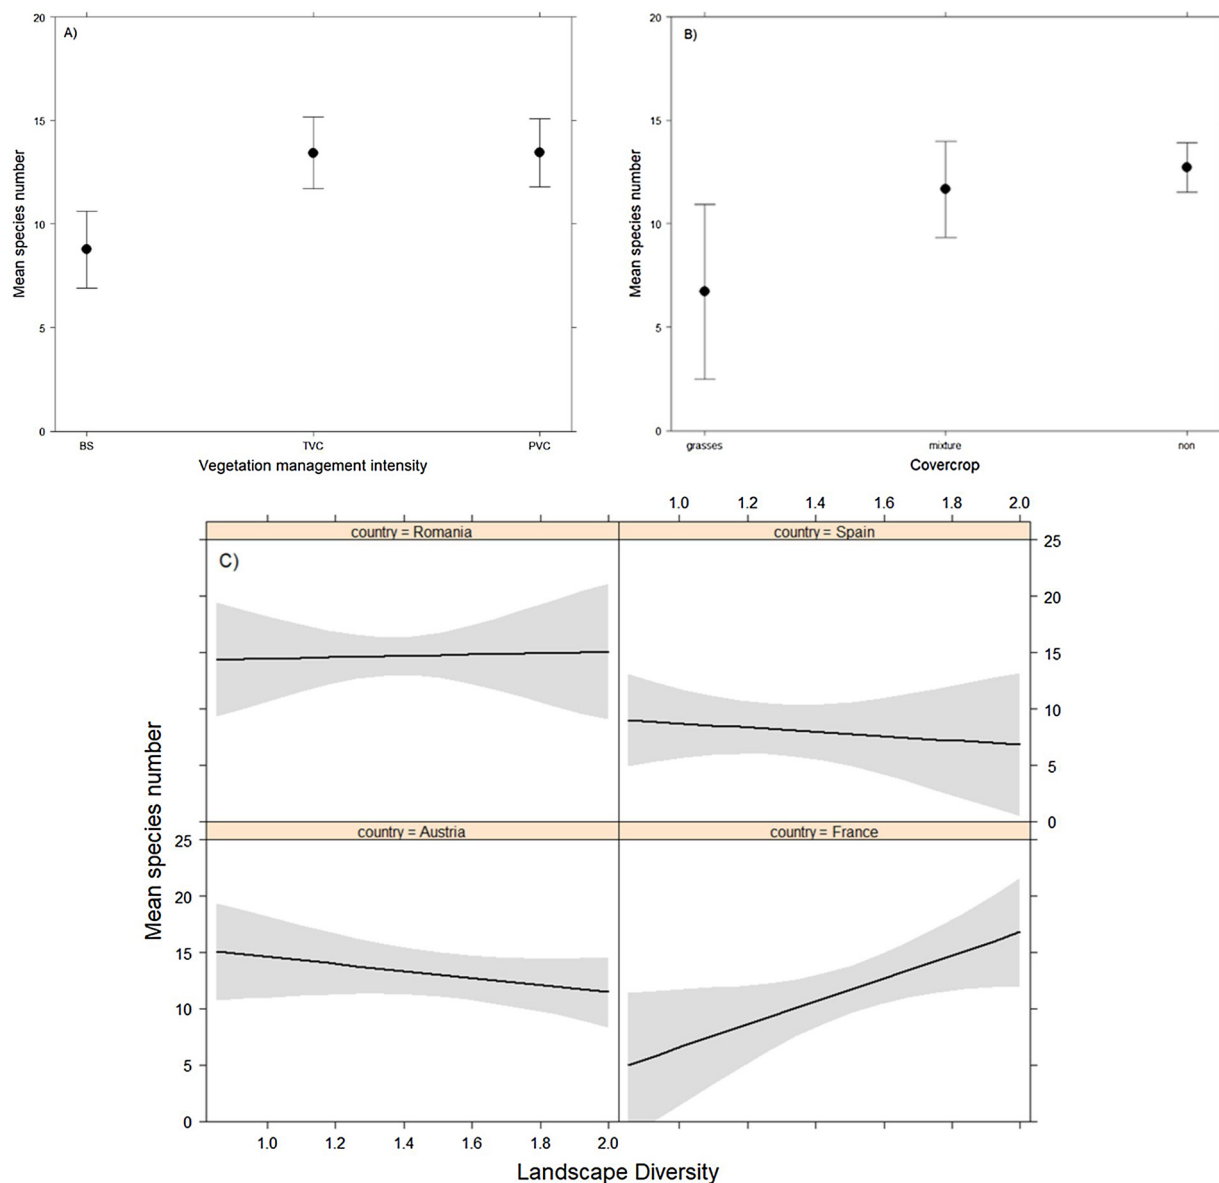 A)
20
15
10
5
0
Mean species number
BS
TVC
PVC
Vegetation management intensity
B)
20
15
10
5
0
Mean species number
grasses
mixture
non
Covercrop
1.0 1.2 1.4 1.6 1.8 2.0
country = Romania
country = Spain
C)
25
20
15
10
5
0
country = Austria
country = France
25
20
15
10
5
0
Mean species number
1.0 1.2 1.4 1.6 1.8 2.0
Landscape Diversity